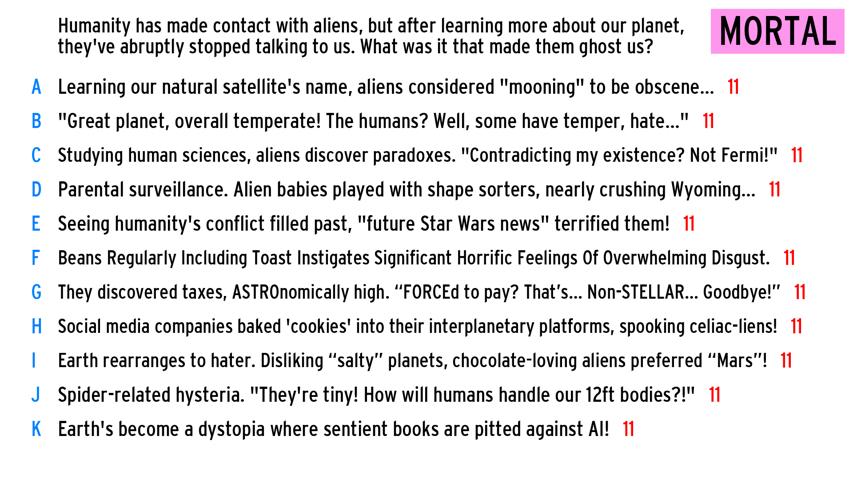 Humanity has made contact with aliens, but after learning more about our planet,
they've abruptly stopped talking to us. What was it that made them ghost us?
MORTAL
A Learning our natural satellite's name, aliens considered "mooning" to be obscene... 11
B "Great planet, overall temperate! The humans? Well, some have temper, hate..." 11
C Studying human sciences, aliens discover paradoxes. "Contradicting my existence? Not Fermi!" 11
D Parental surveillance. Alien babies played with shape sorters, nearly crushing Wyoming... 11
E Seeing humanity's conflict filled past, "future Star Wars news" terrified them! 11
F Beans Regularly Including Toast Instigates Significant Horrific Feelings Of Overwhelming Disgust. 11
G They discovered taxes, ASTROnomically high. “FORCEd to pay? That’s... Non-STELLAR... Goodbye!” 11
H Social media companies baked 'cookies' into their interplanetary platforms, spooking celiac-liens! 11
I Earth rearranges to hater. Disliking “salty” planets, chocolate-loving aliens preferred “Mars”! 11
J Spider-related hysteria. "They're tiny! How will humans handle our 12ft bodies?!" 11
K Earth's become a dystopia where sentient books are pitted against AI! 11